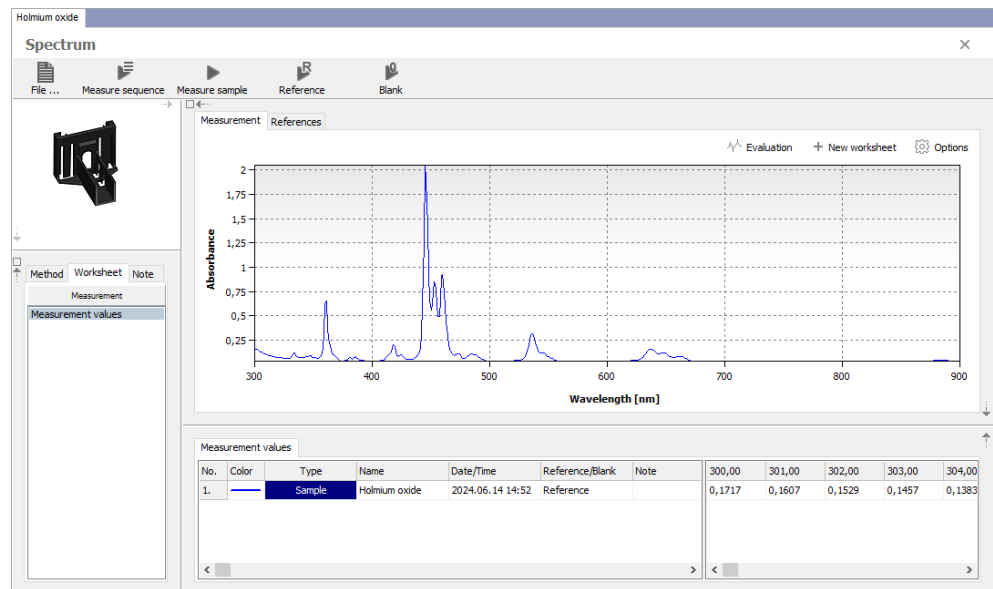 Holmium oxide
Spectrum
File ... Measure sequence Measure sample Reference Blank
Measurement References
Evaluation + New worksheet Options
2
1,75
1,5
1,25
1
0,75
0,5
0,25
Absorbance
300 400 500 600 700 800 900
Wavelength [nm]
Method Worksheet Note
Measurement
Measurement values
Measurement values
No. Color Type Name Date/Time Reference/Blank Note 300,00 301,00 302,00 303,00 304,00
1. Sample Holmium oxide 2024.06.14 14:52 Reference 0,1717 0,1607 0,1529 0,1457 0,1383